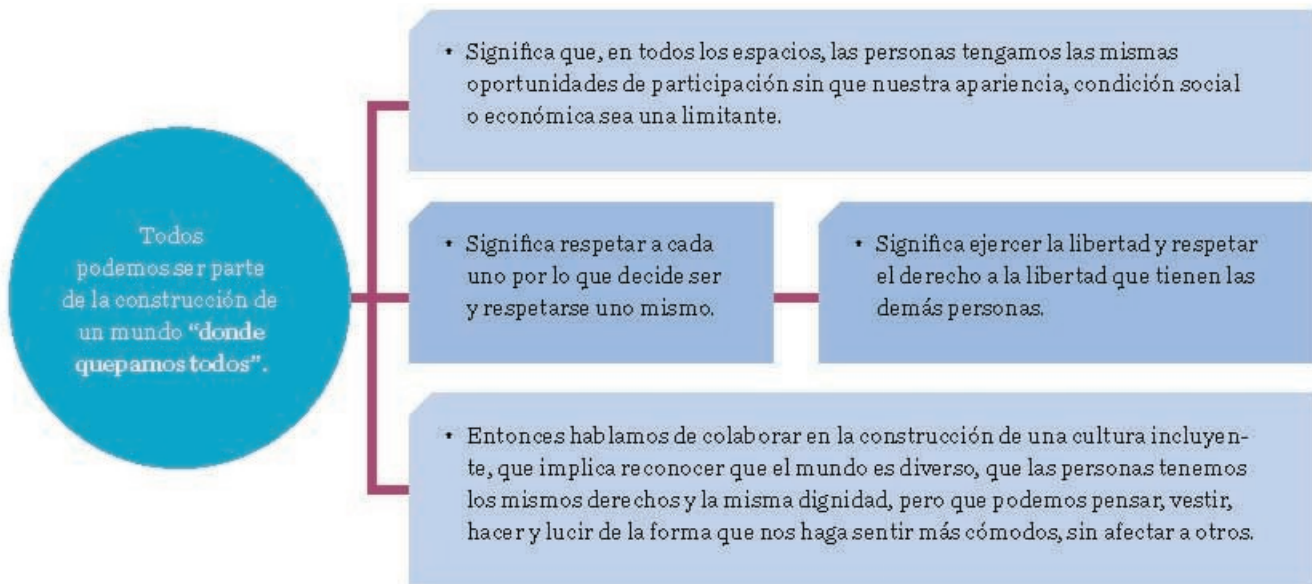 Todos
podemos ser parte
de la construcción de
un mundo “donde
quepamos todos”.
• Significa que, en todos los espacios, las personas tengamos las mismas
oportunidades de participación sin que nuestra apariencia, condición social
o económica sea una limitante.
• Significa respetar a cada
uno por lo que decide ser
y respetarse uno mismo.
• Significa ejercer la libertad y respetar
el derecho a la libertad que tienen las
demás personas.
• Entonces hablamos de colaborar en la construcción de una cultura incluyen-
te, que implica reconocer que el mundo es diverso, que las personas tenemos
los mismos derechos y la misma dignidad, pero que podemos pensar, vestir,
hacer y lucir de la forma que nos haga sentir más cómodos, sin afectar a otros.